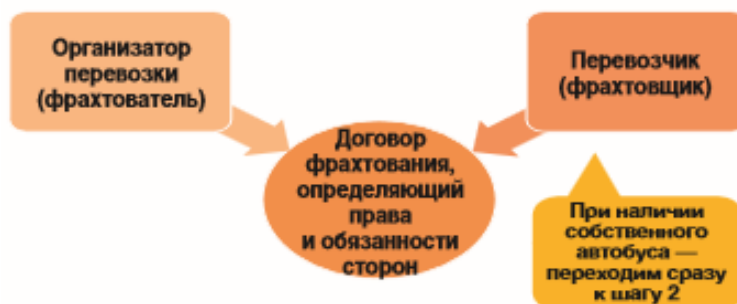 Организатор
перевозки
(фрахтователь)
Перевозчик
(фрахтовщик)
Договор
фрахтования,
определяющий
права
и обязанности
сторон
При наличии
собственного
автобуса —
переходим сразу
к шагу 2